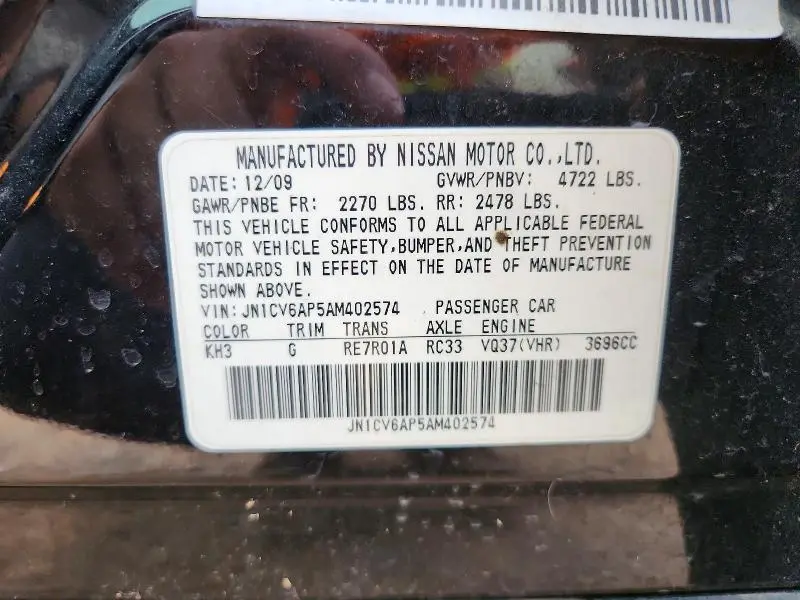 MANUFACTURED BY NISSAN MOTOR CO.,LTD.
DATE: 12/09 GVWR/PNBV: 4722 LBS.
GAWR/PNBE FR: 2270 LBS. RR: 2478 LBS.
THIS VEHICLE CONFORMS TO ALL APPLICABLE FEDERAL
MOTOR VEHICLE SAFETY,BUMPER,AND THEFT PREVENTION
STANDARDS IN EFFECT ON THE DATE OF MANUFACTURE
SHOWN ABOVE.
VIN: JN1CV6AP5AM402574 PASSENGER CAR
COLOR TRIM TRANS AXLE ENGINE
KH3 G RE7R01A RC33 VQ37(VHR) 3696CC
JN1CV6AP5AM402574